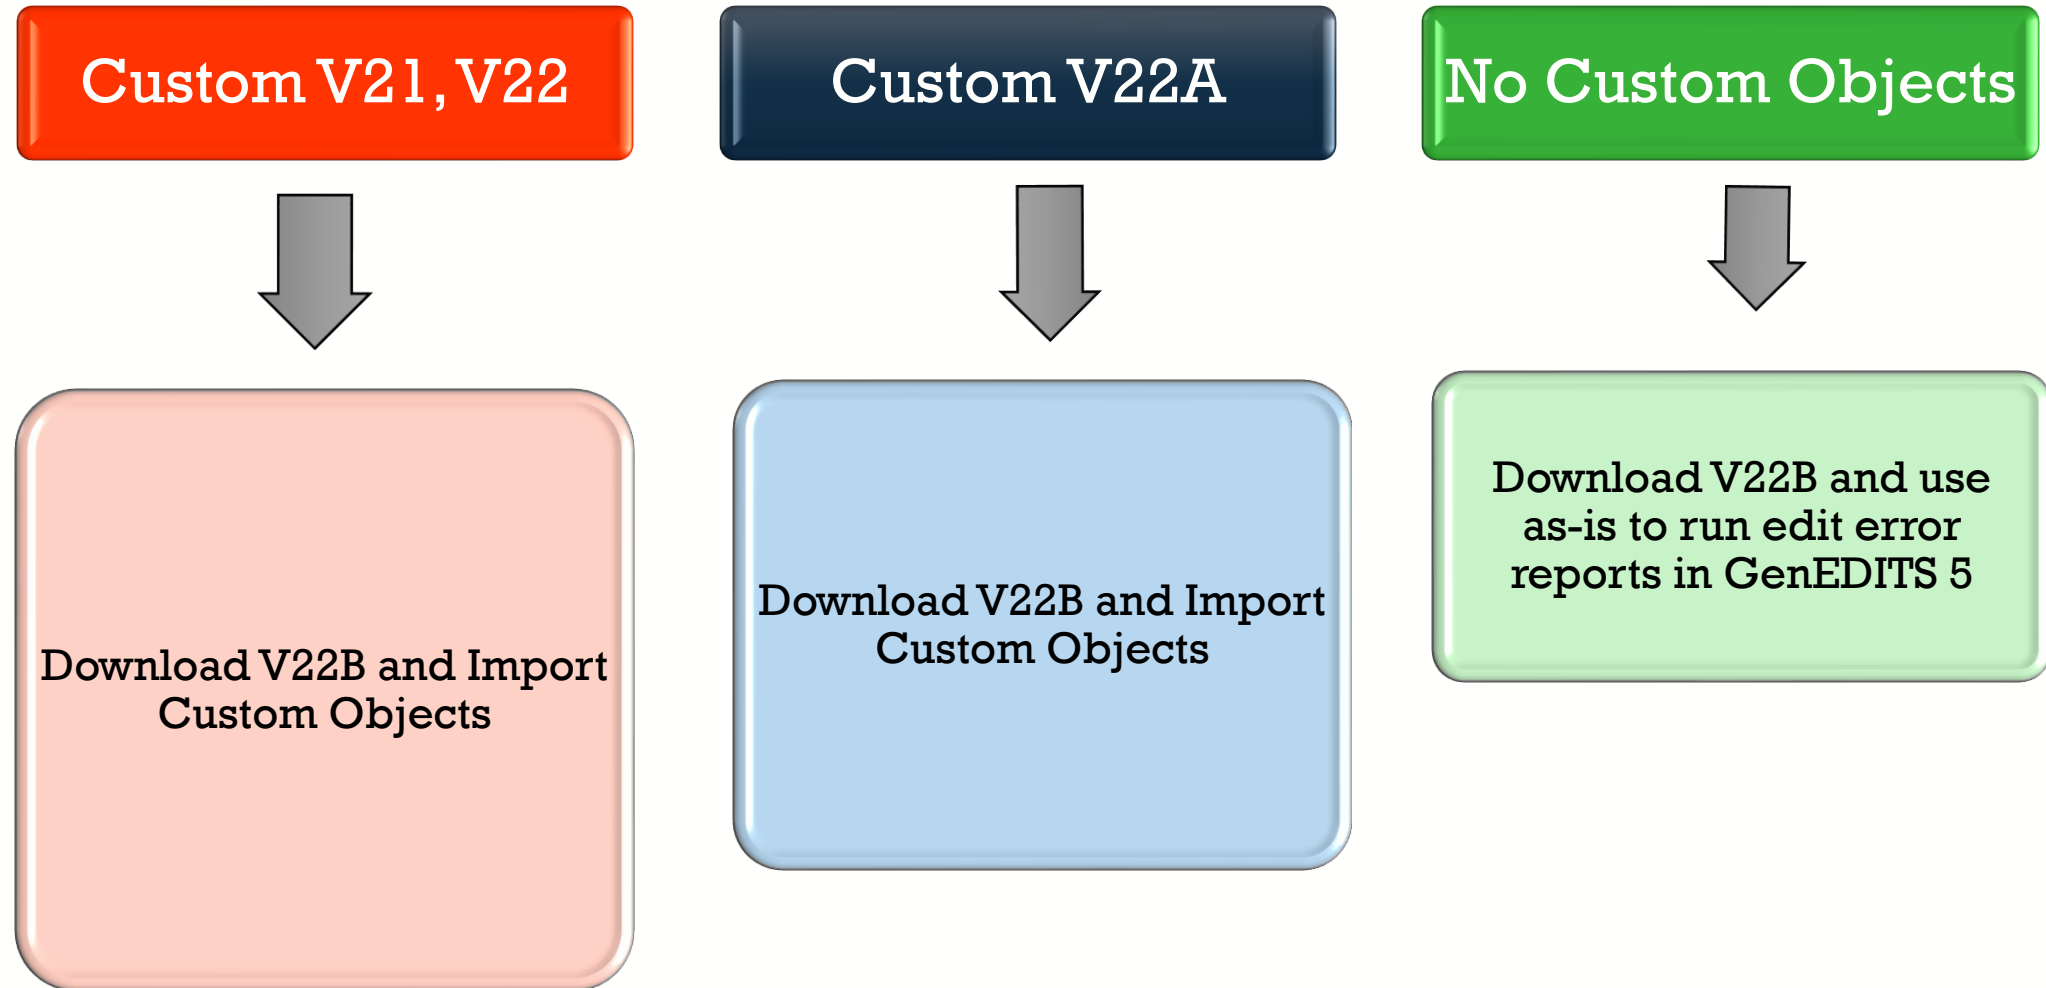 Custom V21, V22
Download V22B and Import
Custom Objects
Custom V22A
Download V22B and Import
Custom Objects
No Custom Objects
Download V22B and use
as-is to run edit error
reports in GenEDITS 5